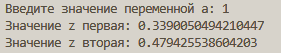 Введите значение переменной a: 1
Значение z первая: 0.3390050494210447
Значение z вторая: 0.479425538604203